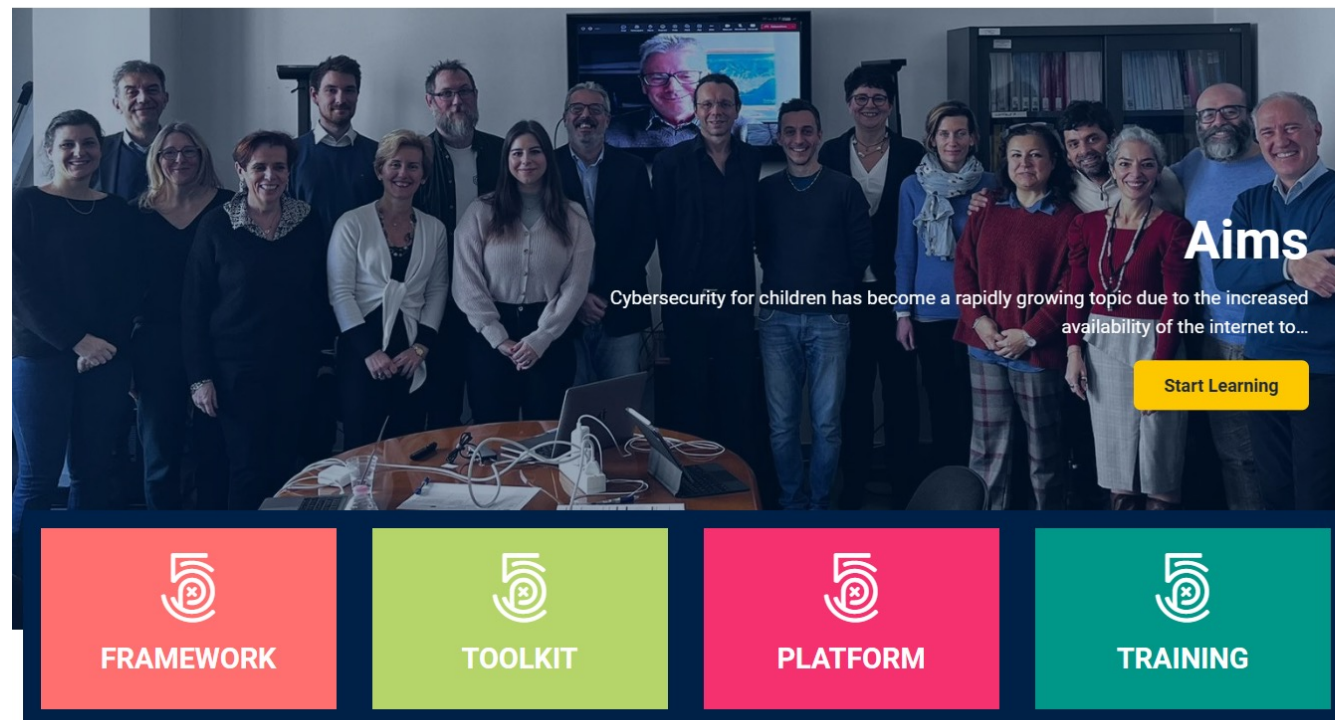 Aims
Cybersecurity for children has become a rapidly growing topic due to the increased
availability of the internet to...
Start Learning
FRAMEWORK
TOOLKIT
PLATFORM
TRAINING